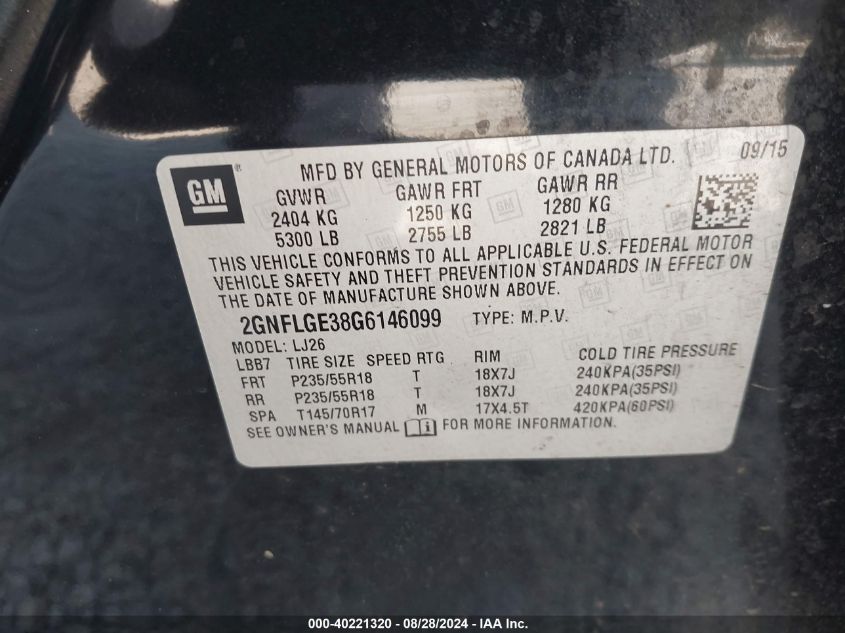 GM ®
MFD BY GENERAL MOTORS OF CANADA LTD. 09/15
GVWR GAWR FRT GAWR RR
2404 KG 1250 KG 1280 KG
5300 LB 2755 LB 2821 LB
THIS VEHICLE CONFORMS TO ALL APPLICABLE U.S. FEDERAL MOTOR
VEHICLE SAFETY AND THEFT PREVENTION STANDARDS IN EFFECT ON
THE DATE OF MANUFACTURE SHOWN ABOVE.
2GNFLGE38G6146099 TYPE: M.P.V.
MODEL: LJ26
LBB7 TIRE SIZE SPEED RTG RIM COLD TIRE PRESSURE
FRT P235/55R18 T 18X7J 240KPA(35PSI)
RR P235/55R18 T 18X7J 240KPA(35PSI)
SPA T145/70R17 M 17X4.5T 420KPA(60PSI)
SEE OWNER'S MANUAL i FOR MORE INFORMATION.
000-40221320 - 08/28/2024 - IAA Inc.